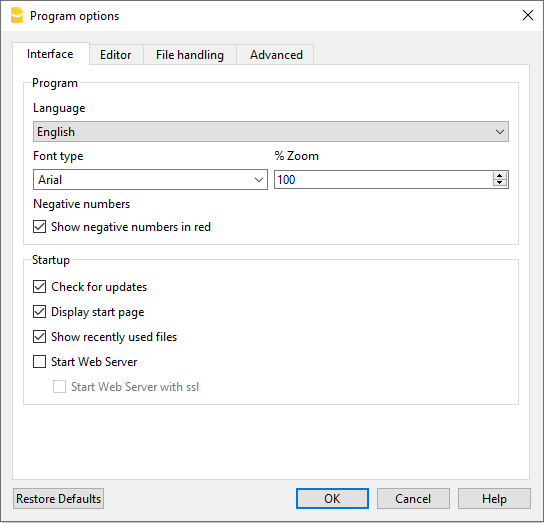 Program options
Interface Editor File handling Advanced
Program
Language
English
Font type % Zoom
Arial 100
Negative numbers
Show negative numbers in red
Startup
Check for updates
Display start page
Show recently used files
Start Web Server
Start Web Server with ssl
Restore Defaults OK Cancel Help